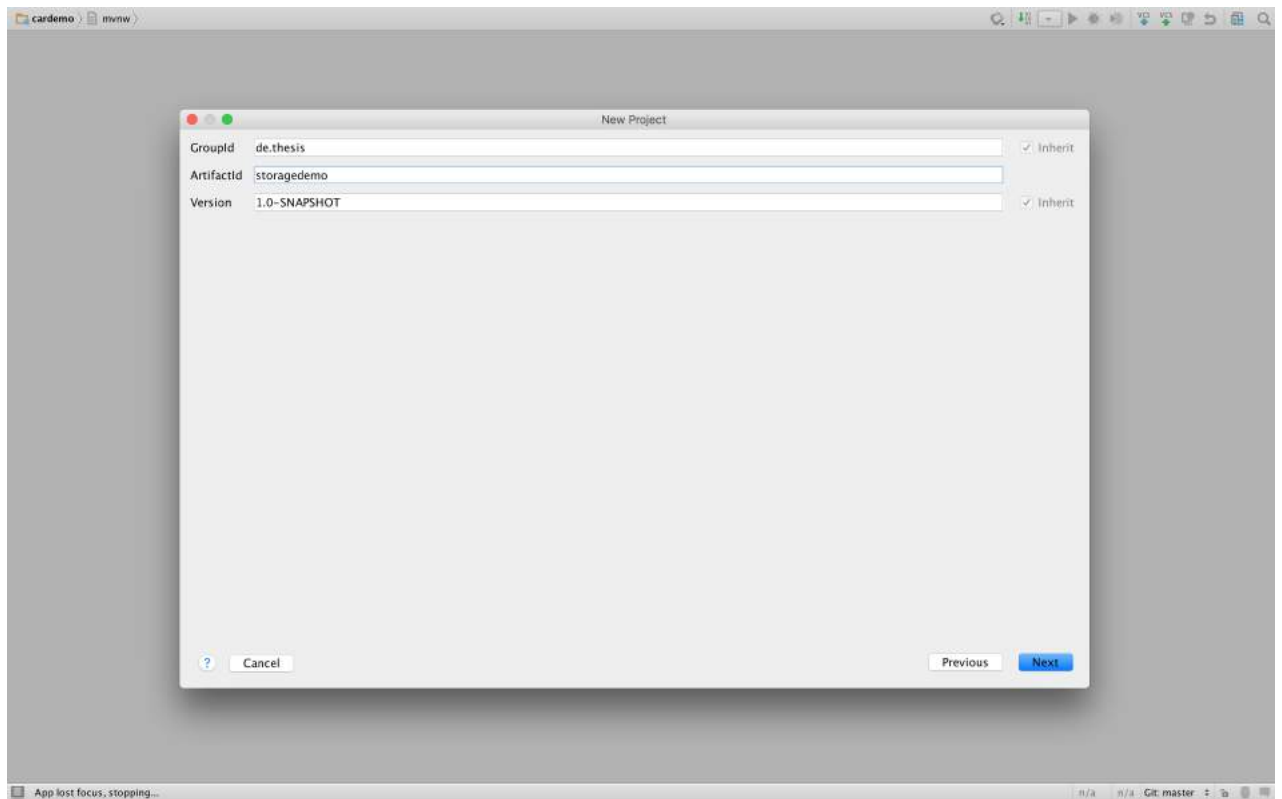 cardemo mvnw
New Project
GroupId de.thesis Inherit
ArtifactId storagedemo
Version 1.0-SNAPSHOT Inherit
? Cancel Previous Next
App lost focus, stopping... n/a n/a Git: master